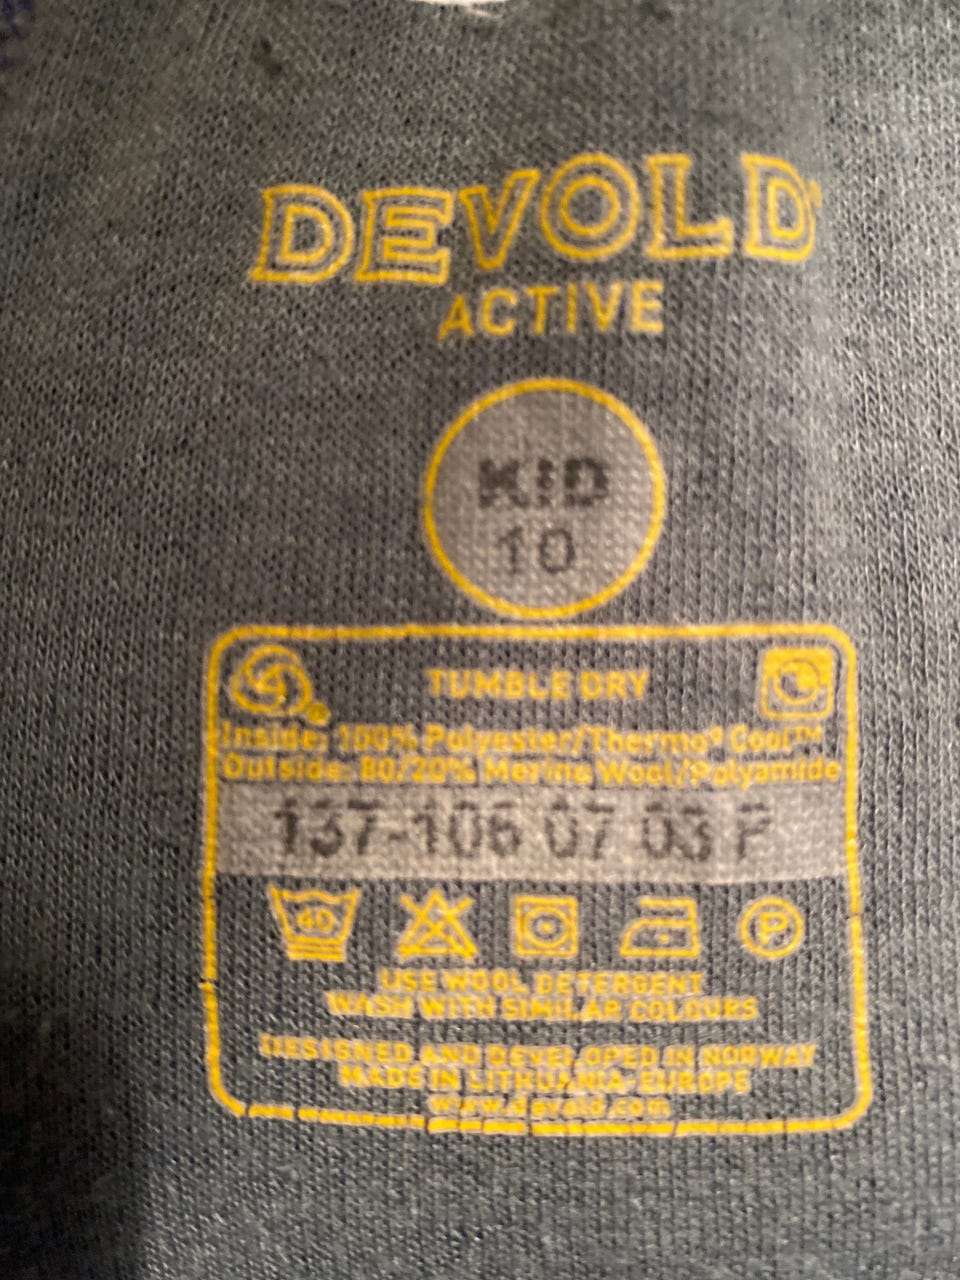 DEVOLD
ACTIVE
KID
10
TUMBLE DRY
Inside: 100% Polyester/Thermo° Cool™
Outside: 80/20% Merino Wool/Polyamide
137-106 07 03 F
40
P
USE WOOL DETERGENT
WASH WITH SIMILAR COLOURS
DESIGNED AND DEVELOPED IN NORWAY
MADE IN LITHUANIA-EUROPE
www.devold.com